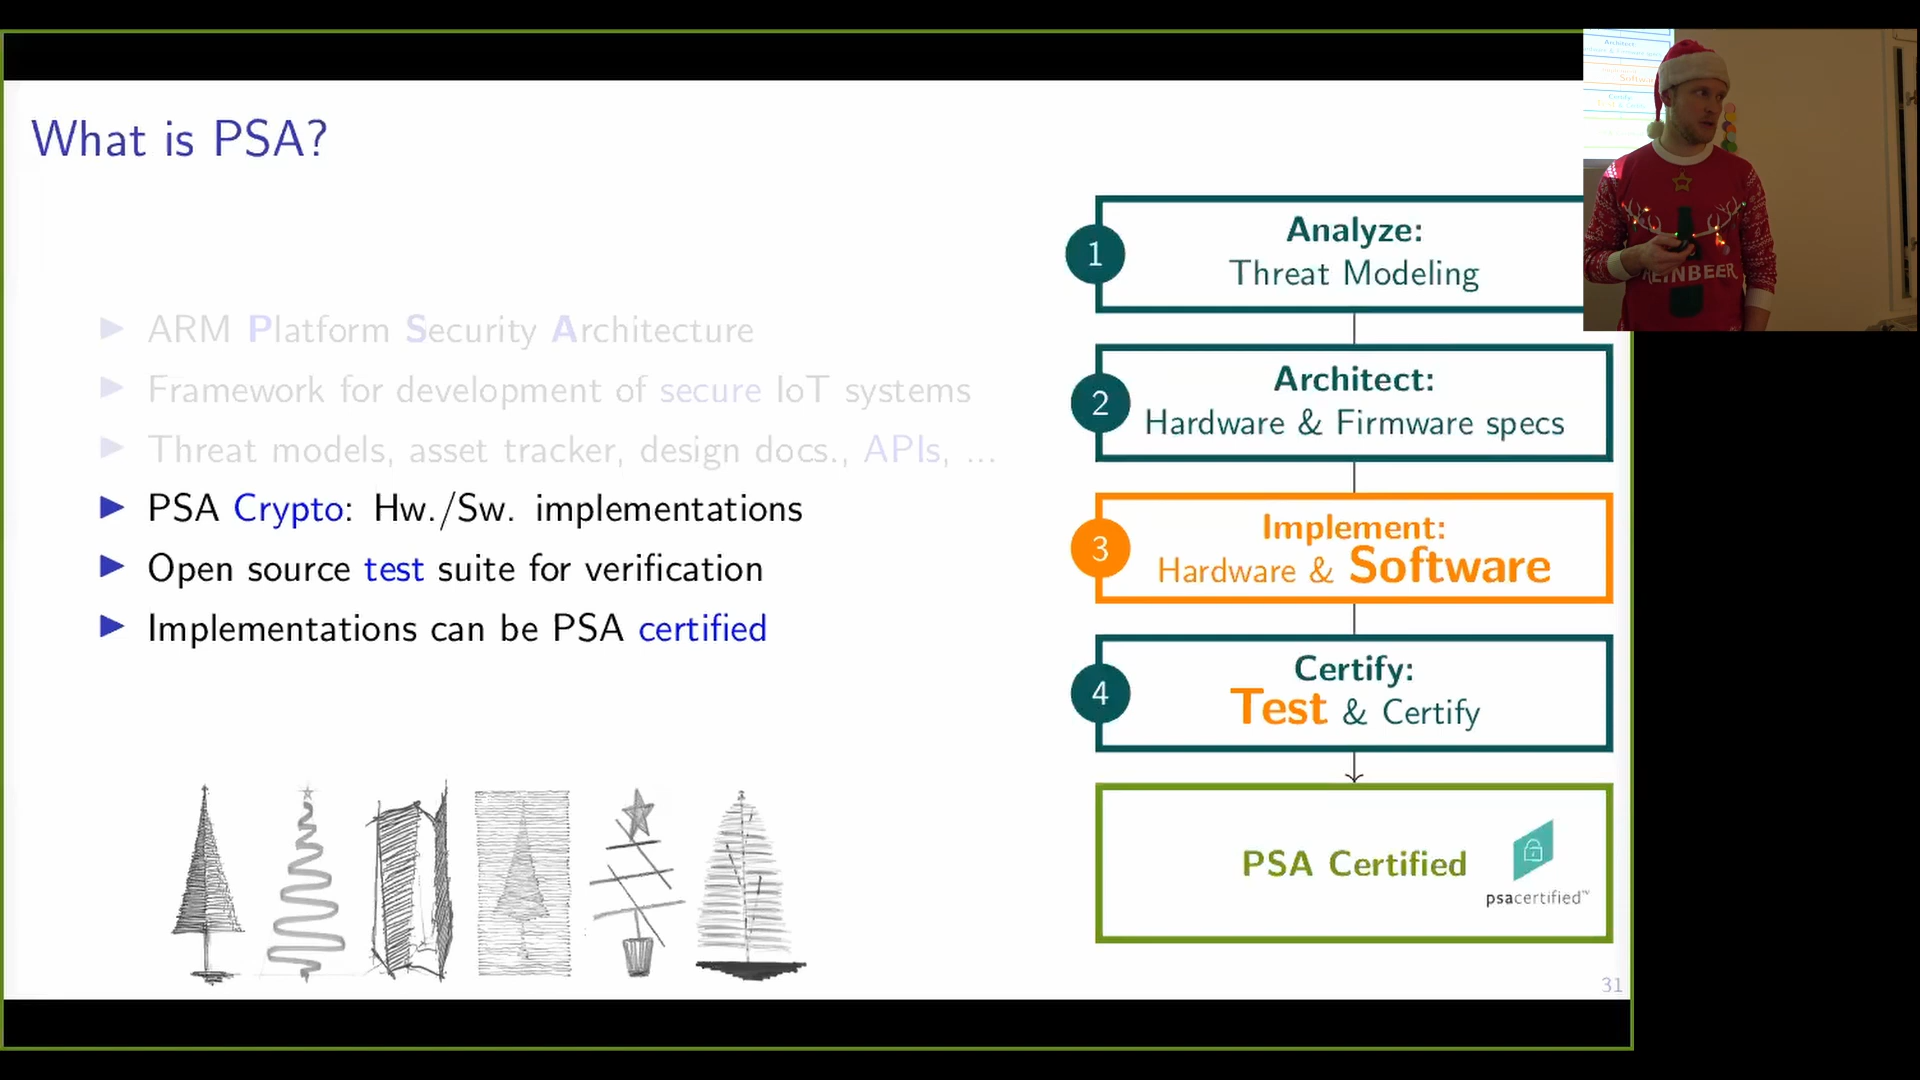 What is PSA?
ARM Platform Security Architecture
Framework for development of secure IoT systems
Threat models, asset tracker, design docs., APIs, ...
PSA Crypto: Hw./Sw. implementations
Open source test suite for verification
Implementations can be PSA certified
1
Analyze:
Threat Modeling
2
Architect:
Hardware & Firmware specs
3
Implement:
Hardware & Software
4
Certify:
Test & Certify
PSA Certified
psacertified™
31
REINBEER